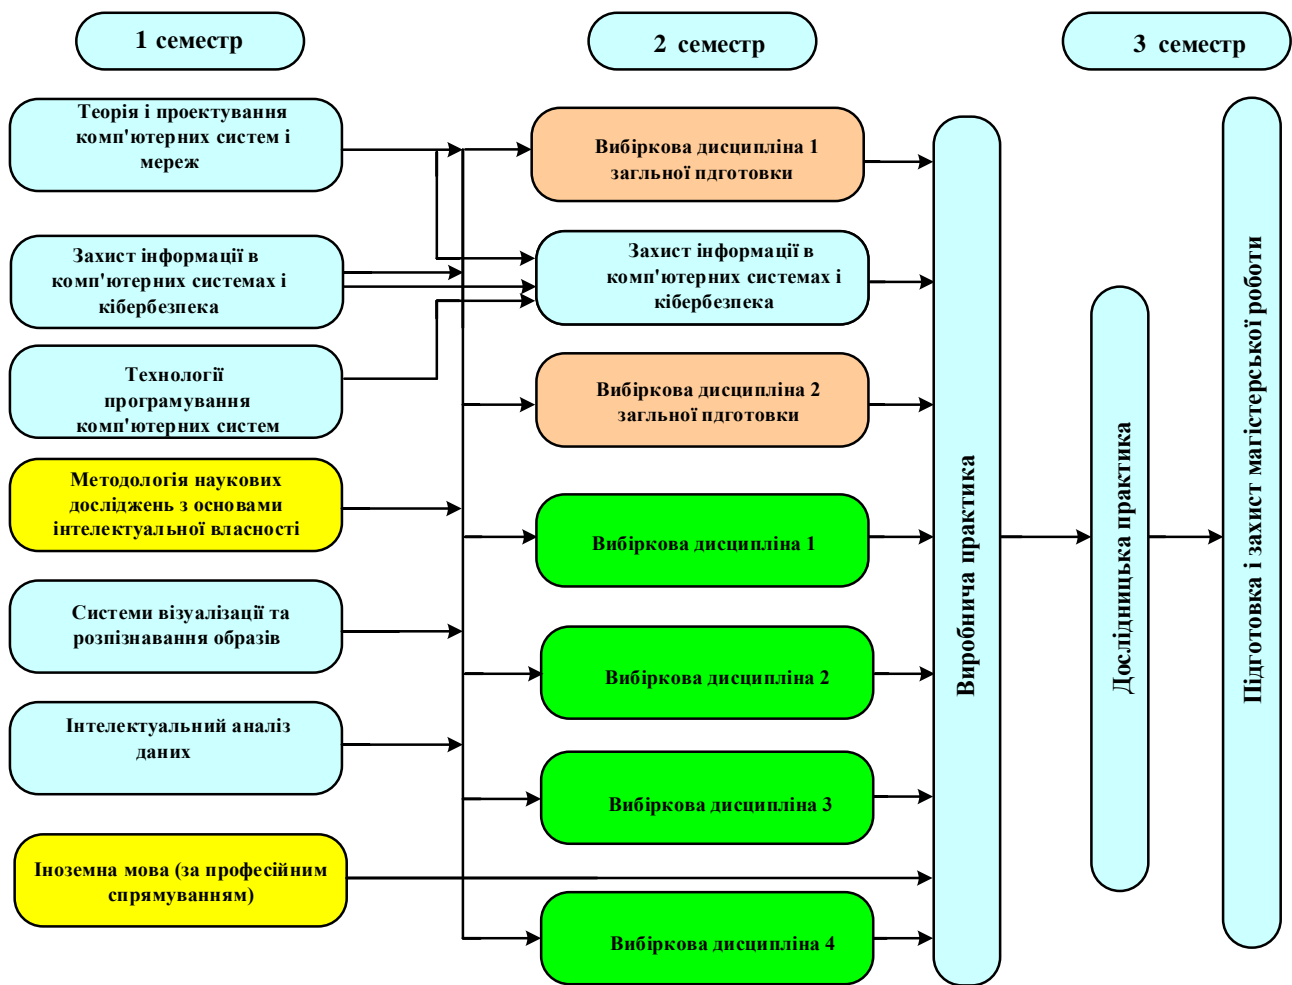 1 семестр
2 семестр
3 семестр
Теорія і проектування
комп'ютерних систем і
мереж
Захист інформації в
комп'ютерних системах і
кібербезпека
Технології
програмування
комп'ютерних систем
Методологія наукових
досліджень з основами
інтелектуальної власності
Системи візуалізації та
розпізнавання образів
Інтелектуальний аналіз
даних
Іноземна мова (за професійним
спрямуванням)
Вибіркова дисципліна 1
загльної пдготовки
Захист інформації в
комп'ютерних системах і
кібербезпека
Вибіркова дисципліна 2
загльної пдготовки
Вибіркова дисципліна 1
Вибіркова дисципліна 2
Вибіркова дисципліна 3
Вибіркова дисципліна 4
Виробнича практика
Дослідницька практика
Підготовка і захист магістерської роботи